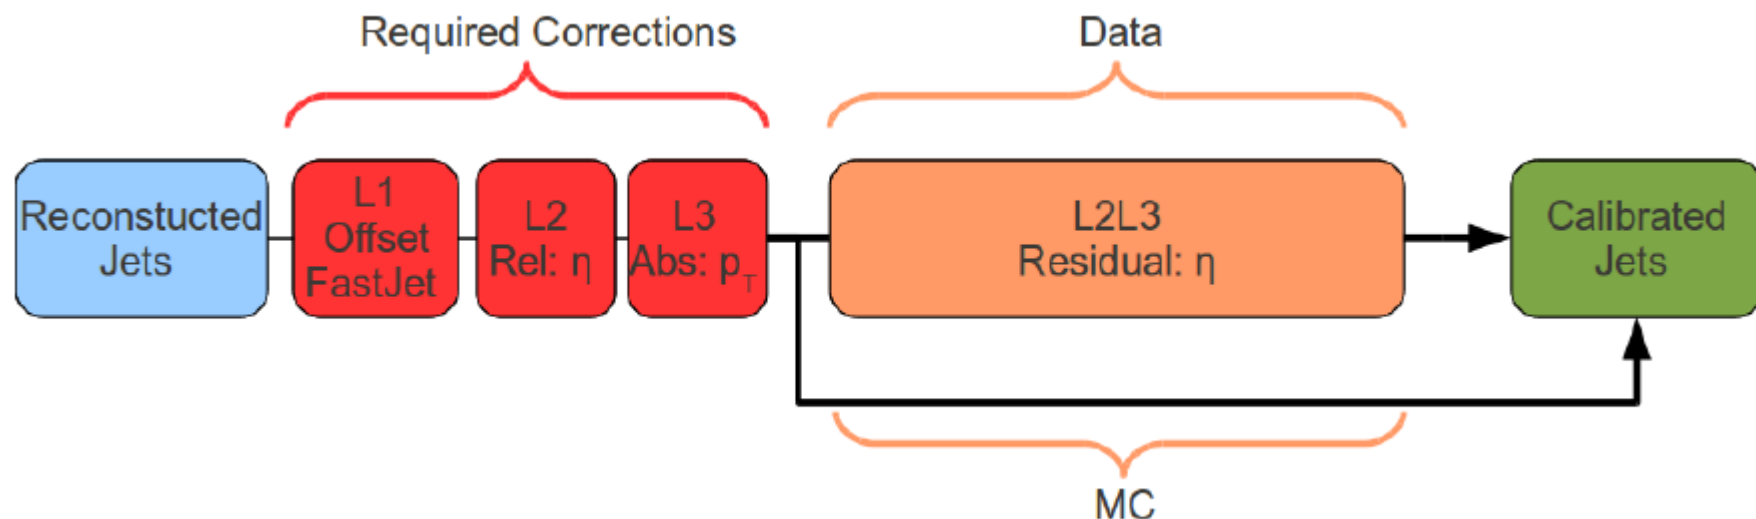 Required Corrections
Data
Reconstucted
Jets
L1
Offset
FastJet
L2
Rel: η
L3
Abs: pT
L2L3
Residual: η
Calibrated
Jets
MC